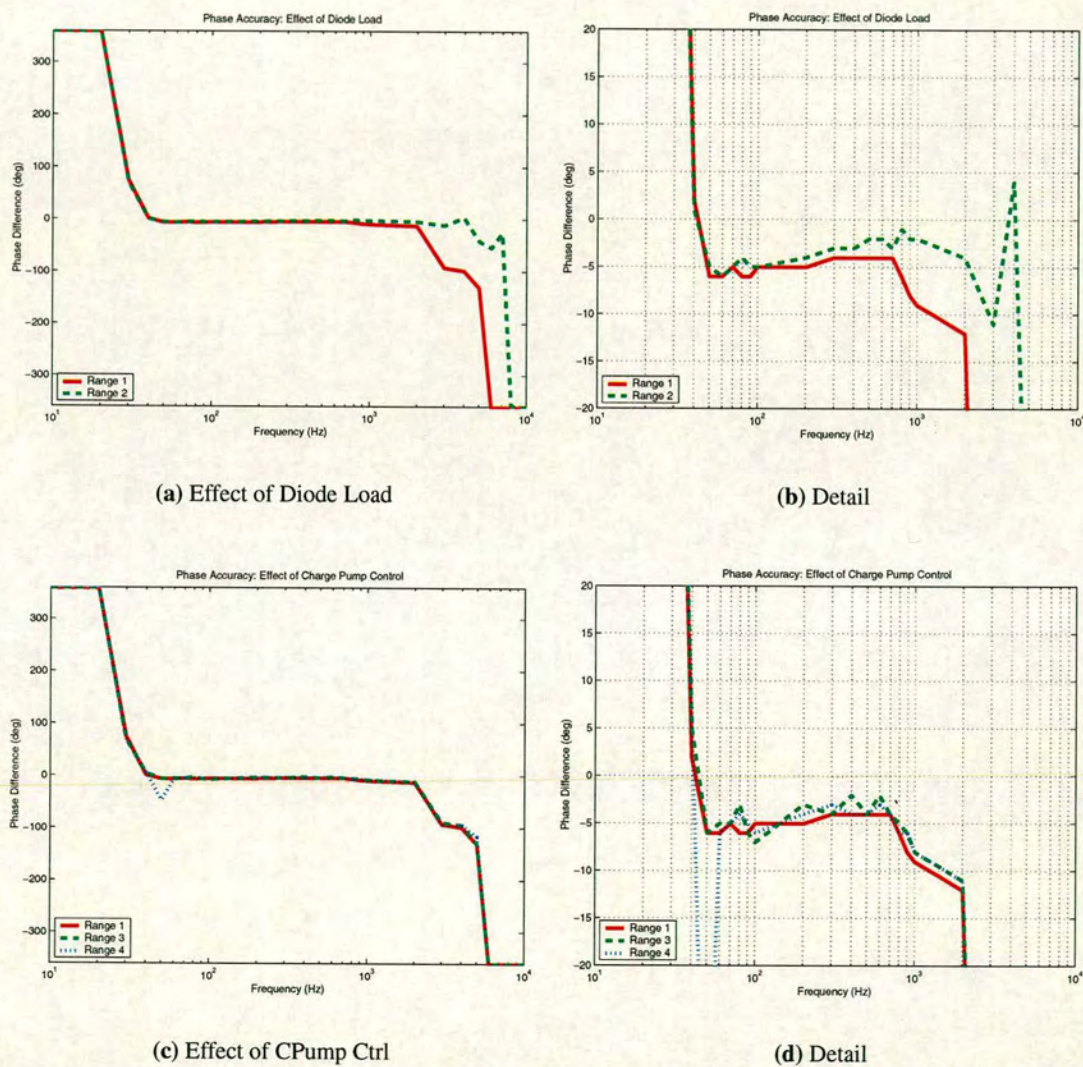 Phase Accuracy: Effect of Diode Load
Phase Difference (deg)
300
200
100
0
−100
−200
−300
Range 1
Range 2
10¹ 10² 10³ 10⁴
Frequency (Hz)
(a) Effect of Diode Load
Phase Accuracy: Effect of Diode Load
Phase Difference (deg)
20
15
10
5
0
−5
−10
−15
−20
Range 1
Range 2
10¹ 10² 10³ 10⁴
Frequency (Hz)
(b) Detail
Phase Accuracy: Effect of Charge Pump Control
Phase Difference (deg)
300
200
100
0
−100
−200
−300
Range 1
Range 3
Range 4
10¹ 10² 10³ 10⁴
Frequency (Hz)
(c) Effect of CPump Ctrl
Phase Accuracy: Effect of Charge Pump Control
Phase Difference (deg)
20
15
10
5
0
−5
−10
−15
−20
Range 1
Range 3
Range 4
10¹ 10² 10³ 10⁴
Frequency (Hz)
(d) Detail